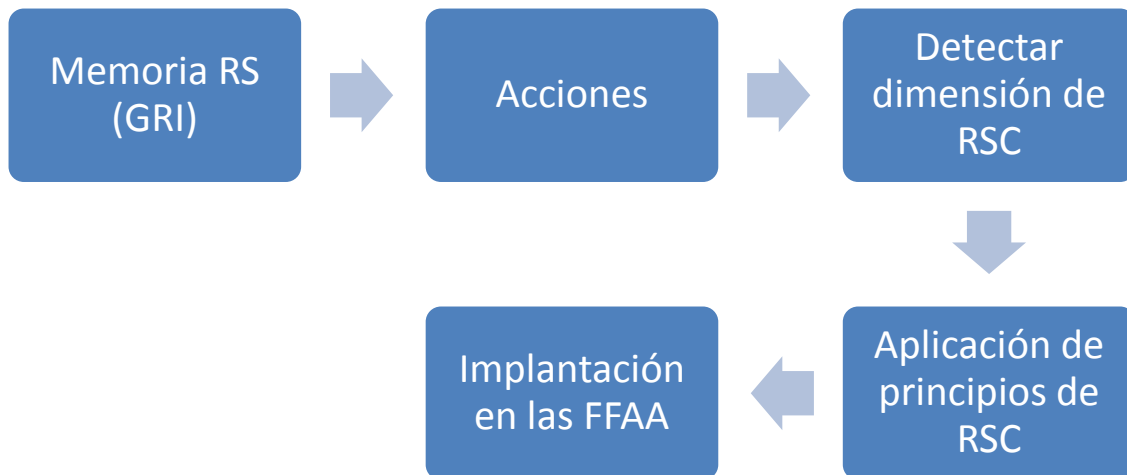 Memoria RS
(GRI)
Acciones
Detectar
dimensión de
RSC
Aplicación de
principios de
RSC
Implantación
en las FFAA